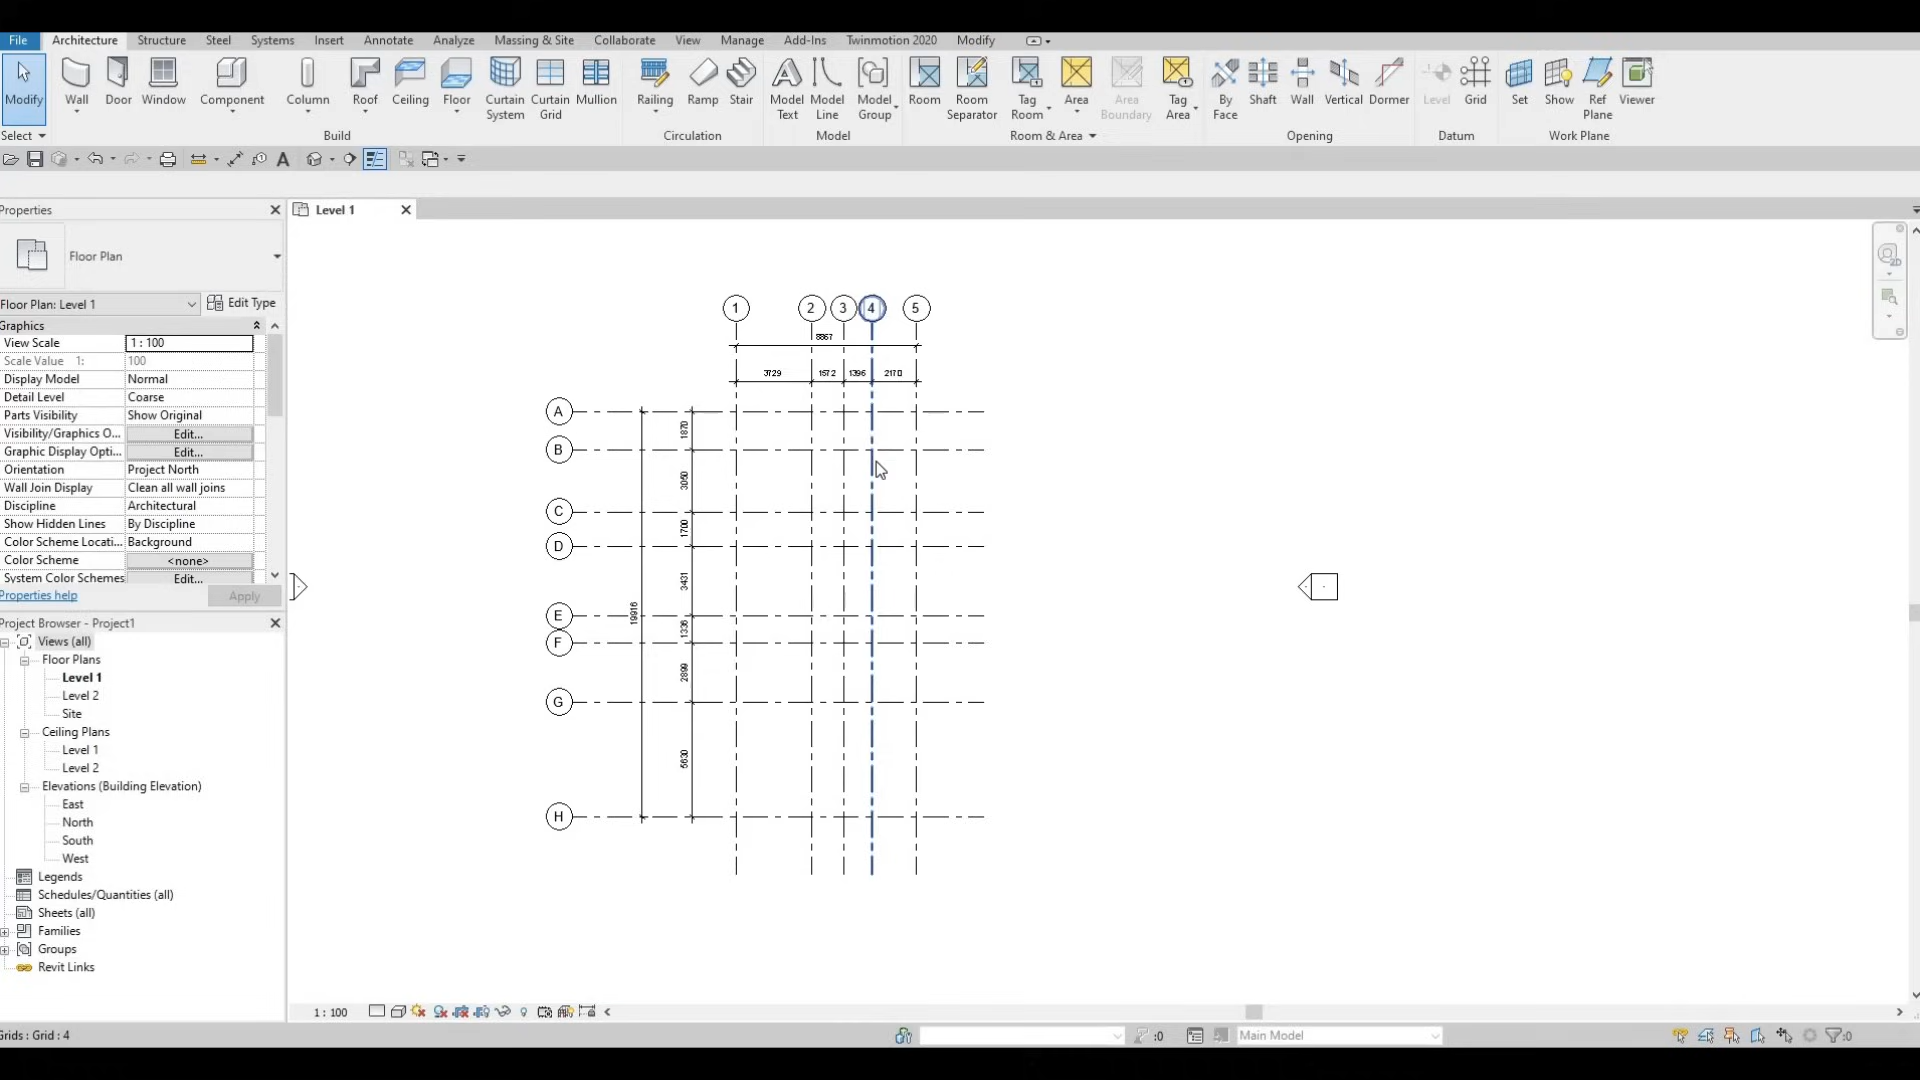 File Architecture Structure Steel Systems Insert Annotate Analyze Massing & Site Collaborate View Manage Add-Ins Twinmotion 2020 Modify
Modify Wall Door Window Component Column Roof Ceiling Floor Curtain System Curtain Grid Mullion Railing Ramp Stair Model Text Model Line Model Group Room Room Separator Tag Room Area Area Boundary Tag Area By Face Shaft Wall Vertical Dormer Level Grid Set Show Ref Plane Viewer
Select Build Circulation Model Room & Area Opening Datum Work Plane
Properties
Level 1
Floor Plan
Floor Plan: Level 1 Edit Type
Graphics
View Scale 1 : 100
Scale Value 1: 100
Display Model Normal
Detail Level Coarse
Parts Visibility Show Original
Visibility/Graphics O... Edit...
Graphic Display Opti... Edit...
Orientation Project North
Wall Join Display Clean all wall joins
Discipline Architectural
Show Hidden Lines By Discipline
Color Scheme Locati... Background
Color Scheme <none>
System Color Schemes Edit...
Properties help Apply
Project Browser - Project1
Views (all)
Floor Plans
Level 1
Level 2
Site
Ceiling Plans
Level 1
Level 2
Elevations (Building Elevation)
East
North
South
West
Legends
Schedules/Quantities (all)
Sheets (all)
Families
Groups
Revit Links
1 2 3 4 5
8867
3729 1572 1396 2170
A
1870
B
3050
C
1700
D
3431
E
19916
1336
F
2899
G
5630
H
2D
1 : 100
Grids : Grid : 4
:0
Main Model
:0